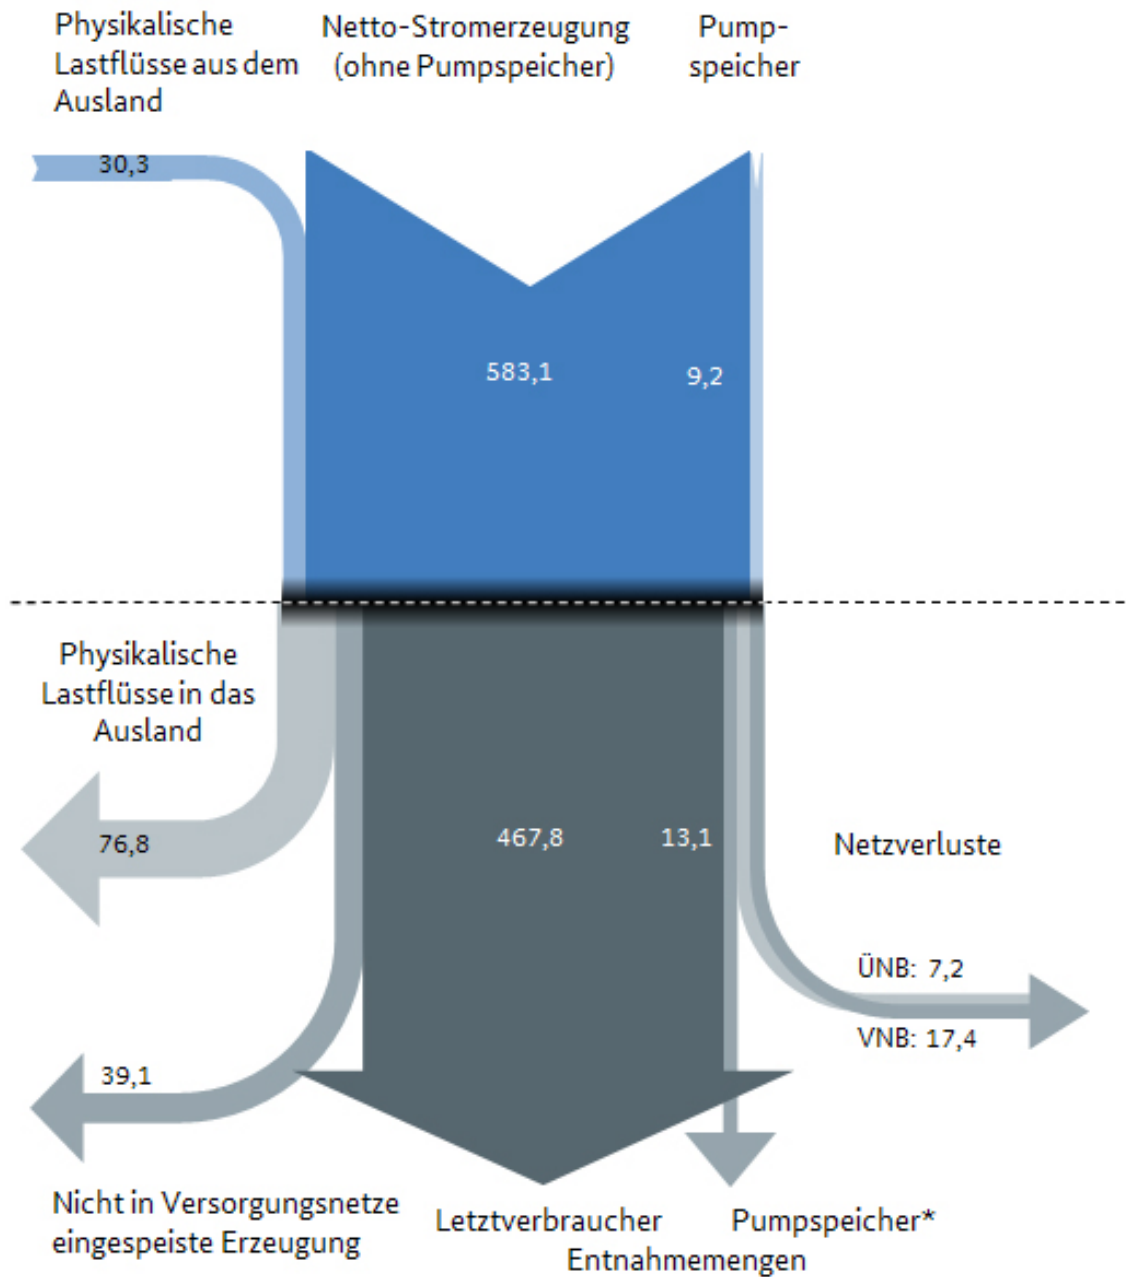 Physikalische
Lastflüsse aus dem
Ausland
Netto-Stromerzeugung
(ohne Pumpspeicher)
Pump-
speicher
30,3
583,1
9,2
Physikalische
Lastflüsse in das
Ausland
76,8
467,8
13,1
Netzverluste
ÜNB: 7,2
VNB: 17,4
39,1
Nicht in Versorgungsnetze
eingespeiste Erzeugung
Letztverbraucher
Pumpspeicher*
Entnahmemengen